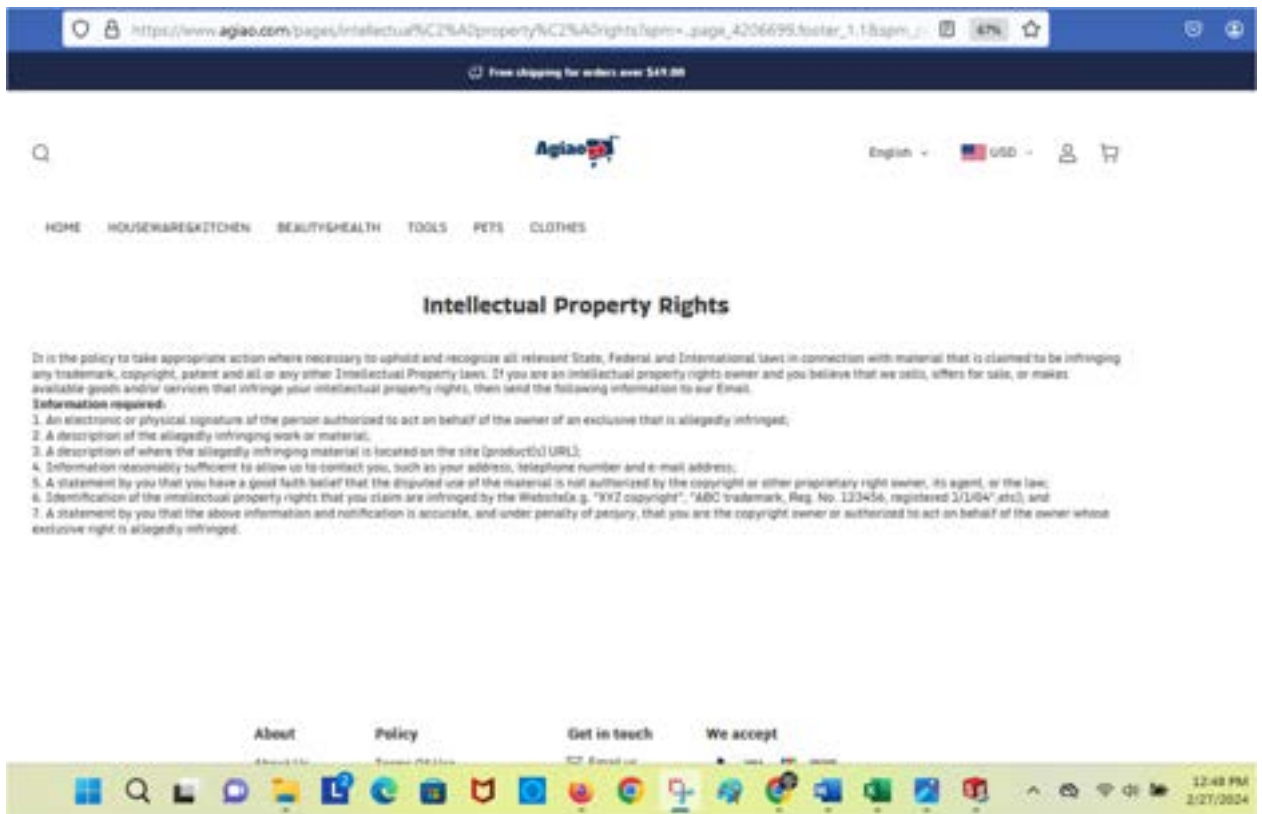 https://www.agiao.com/pages/intellectual%C2%A0property%C2%A0rights?spm=..page_4206699.footer_1.1&spm_ 67%
Free shipping for orders over $49.00
Agiao
English USD
HOME HOUSEWARE&KITCHEN BEAUTY&HEALTH TOOLS PETS CLOTHES
Intellectual Property Rights
It is the policy to take appropriate action where necessary to uphold and recognize all relevant State, Federal and International laws in connection with material that is claimed to be infringing
any trademark, copyright, patent and all or any other Intellectual Property laws. If you are an intellectual property rights owner and you believe that we sells, offers for sale, or makes
available goods and/or services that infringe your intellectual property rights, then send the following information to our Email.
Information required:
1. An electronic or physical signature of the person authorized to act on behalf of the owner of an exclusive that is allegedly infringed;
2. A description of the allegedly infringing work or material;
3. A description of where the allegedly infringing material is located on the site (product(s) URL);
4. Information reasonably sufficient to allow us to contact you, such as your address, telephone number and e-mail address;
5. A statement by you that you have a good faith belief that the disputed use of the material is not authorized by the copyright or other proprietary right owner, its agent, or the law;
6. Identification of the intellectual property rights that you claim are infringed by the Website(e.g. "XYZ copyright", "ABC trademark, Reg. No. 123456, registered 1/1/04",etc); and
7. A statement by you that the above information and notification is accurate, and under penalty of perjury, that you are the copyright owner or authorized to act on behalf of the owner whose
exclusive right is allegedly infringed.
About Policy Get in touch We accept
About Us Terms Of Use Email us
12:48 PM
2/27/2024